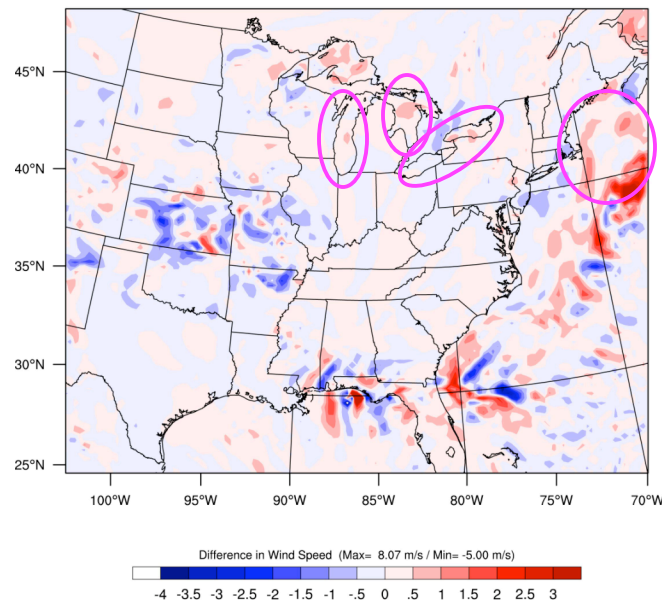 45°N
40°N
35°N
30°N
25°N
100°W 95°W 90°W 85°W 80°W 75°W 70°W
Difference in Wind Speed (Max= 8.07 m/s / Min= -5.00 m/s)
-4 -3.5 -3 -2.5 -2 -1.5 -1 -.5 0 .5 1 1.5 2 2.5 3